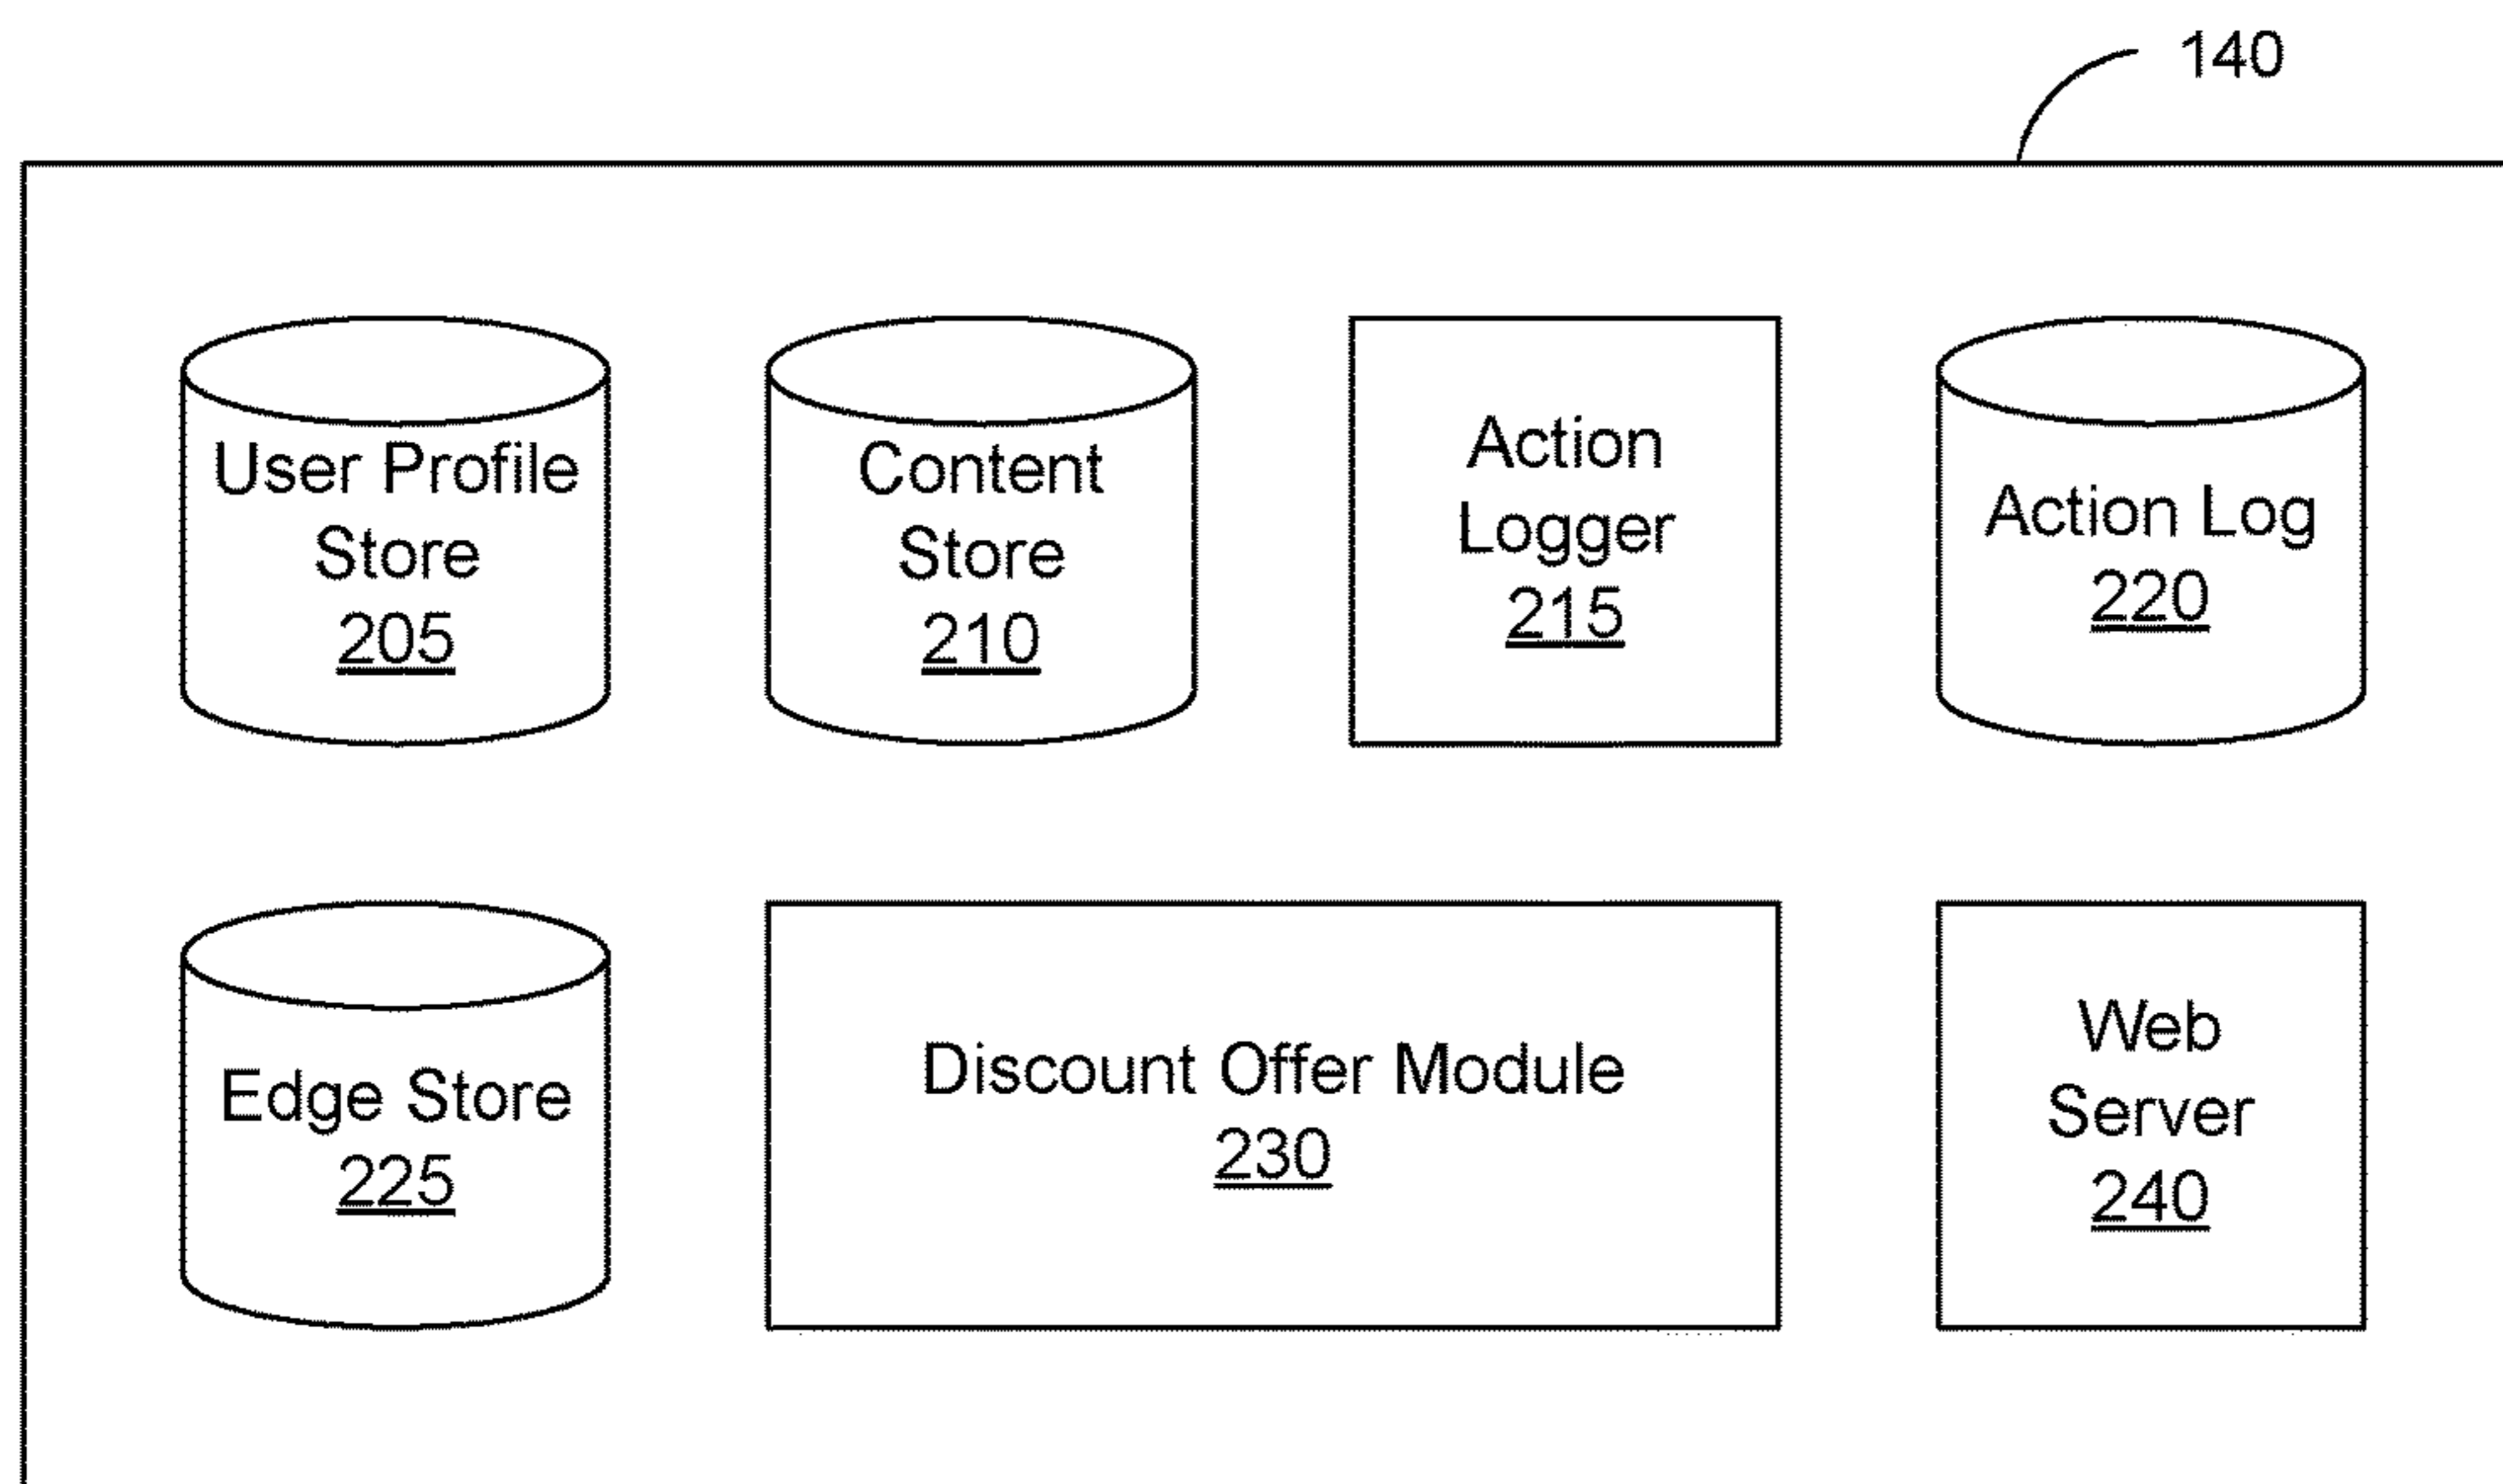 140
User Profile
Store
205
Content
Store
210
Action
Logger
215
Action Log
220
Edge Store
225
Discount Offer Module
230
Web
Server
240